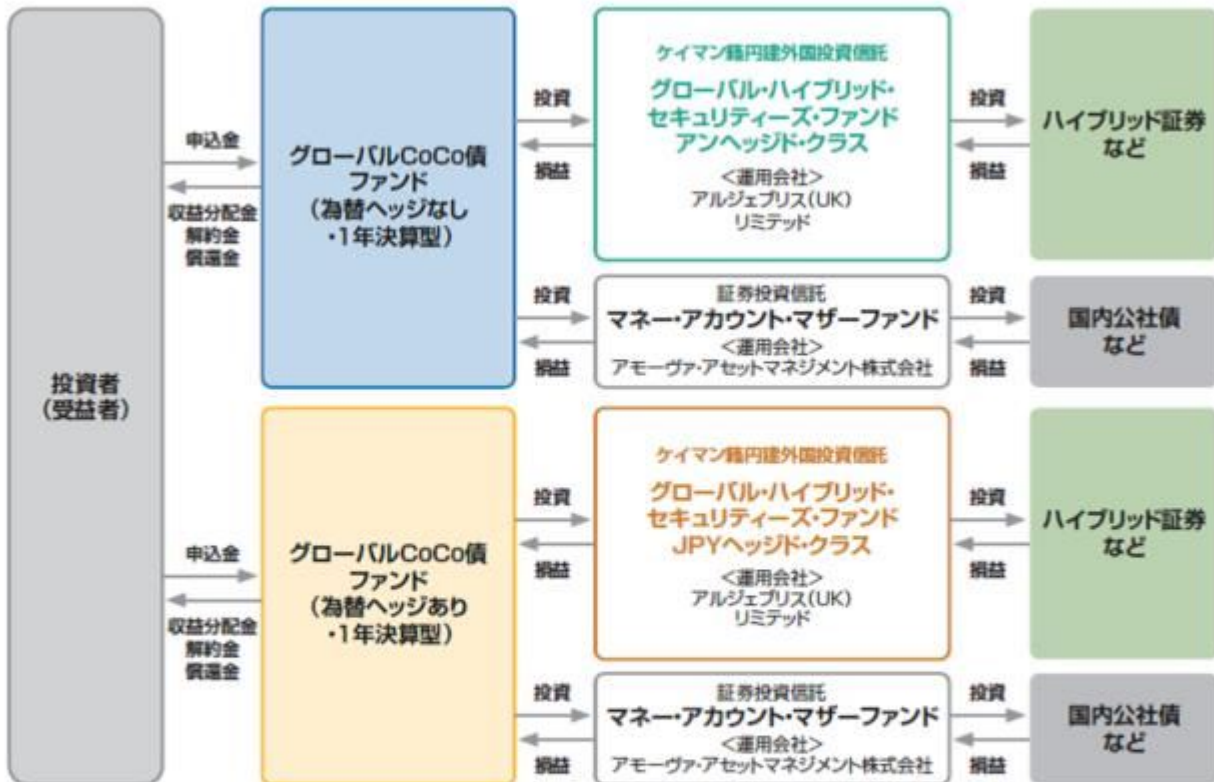 投資者
（受益者）
申込金
収益分配金
解約金
償還金
グローバルCoCo債
ファンド
（為替ヘッジなし
・1年決算型）
投資
損益
ケイマン籍円建外国投資信託
グローバル・ハイブリッド・
セキュリティーズ・ファンド
アンヘッジド・クラス
＜運用会社＞
アルジェブリス(UK)
リミテッド
投資
損益
ハイブリッド証券
など
投資
損益
証券投資信託
マネー・アカウント・マザーファンド
＜運用会社＞
アモーヴァ・アセットマネジメント株式会社
投資
損益
国内公社債
など
申込金
収益分配金
解約金
償還金
グローバルCoCo債
ファンド
（為替ヘッジあり
・1年決算型）
投資
損益
ケイマン籍円建外国投資信託
グローバル・ハイブリッド・
セキュリティーズ・ファンド
JPYヘッジド・クラス
＜運用会社＞
アルジェブリス(UK)
リミテッド
投資
損益
ハイブリッド証券
など
投資
損益
証券投資信託
マネー・アカウント・マザーファンド
＜運用会社＞
アモーヴァ・アセットマネジメント株式会社
投資
損益
国内公社債
など